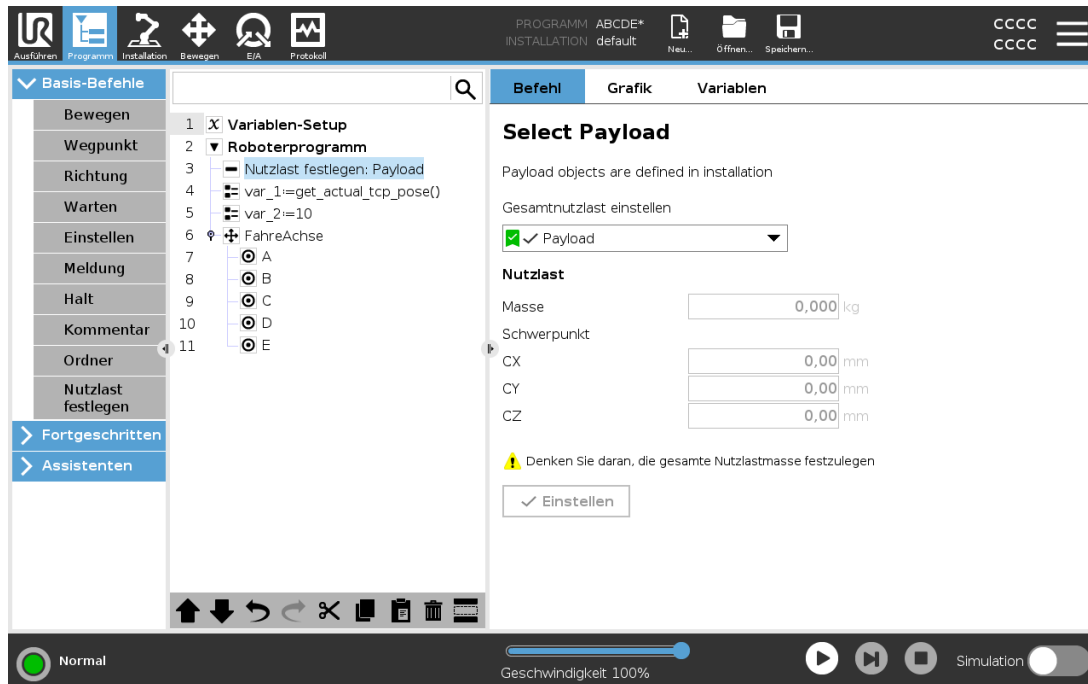 UR
PROGRAMM ABCDE*
INSTALLATION default
CCCC
CCCC
Ausführen Programm Installation Bewegen E/A Protokoll Neu... Öffnen... Speichern...
Basis-Befehle
Bewegen
Wegpunkt
Richtung
Warten
Einstellen
Meldung
Halt
Kommentar
Ordner
Nutzlast
festlegen
Fortgeschritten
Assistenten
1 X Variablen-Setup
2 Roboterprogramm
3 Nutzlast festlegen: Payload
4 var_1:=get_actual_tcp_pose()
5 var_2:=10
6 FahreAchse
7 A
8 B
9 C
10 D
11 E
Befehl Grafik Variablen
Select Payload
Payload objects are defined in installation
Gesamtnutzlast einstellen
Payload
Nutzlast
Masse 0,000 kg
Schwerpunkt
CX 0,00 mm
CY 0,00 mm
CZ 0,00 mm
Denken Sie daran, die gesamte Nutzlastmasse festzulegen
Einstellen
Normal
Geschwindigkeit 100%
Simulation